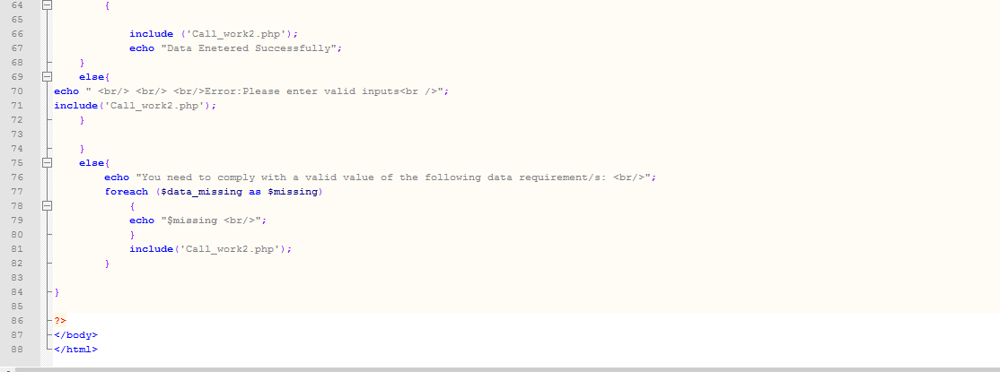 64 {
65
66 include ('Call_work2.php');
67 echo "Data Enetered Successfully";
68 }
69 else{
70 echo " <br/> <br/> <br/>Error:Please enter valid inputs<br />";
71 include('Call_work2.php');
72 }
73
74 }
75 else{
76 echo "You need to comply with a valid value of the following data requirement/s: <br/>";
77 foreach ($data_missing as $missing)
78 {
79 echo "$missing <br/>";
80 }
81 include('Call_work2.php');
82 }
83
84 }
85
86 ?>
87 </body>
88 </html>